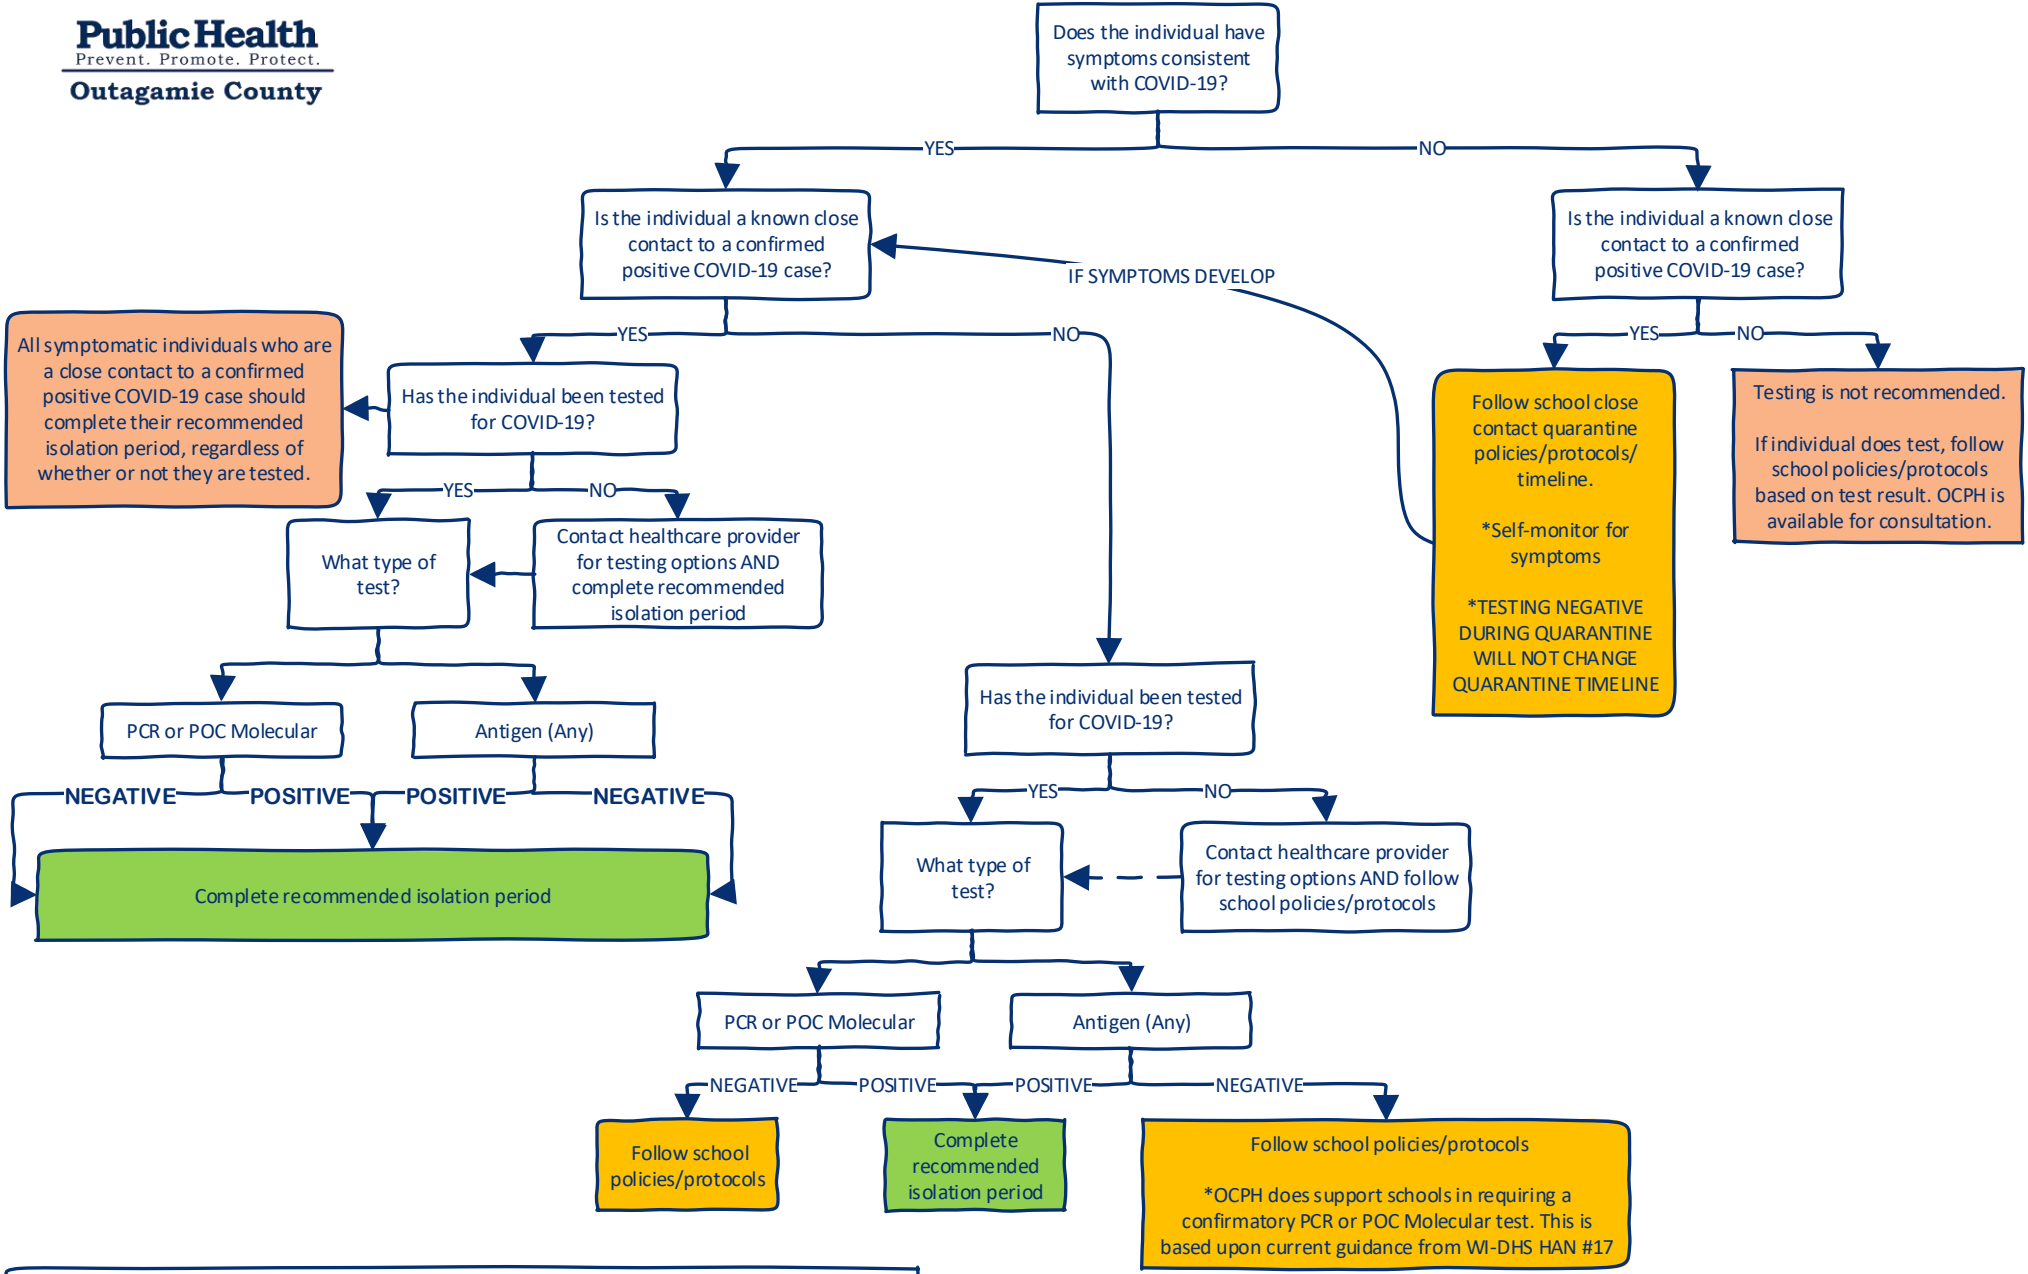 Public Health
Prevent. Promote. Protect.
Outagamie County
Does the individual have
symptoms consistent
with COVID-19?
YES
NO
Is the individual a known close
contact to a confirmed
positive COVID-19 case?
Is the individual a known close
contact to a confirmed
positive COVID-19 case?
IF SYMPTOMS DEVELOP
YES
NO
YES
NO
All symptomatic individuals who are
a close contact to a confirmed
positive COVID-19 case should
complete their recommended
isolation period, regardless of
whether or not they are tested.
Has the individual been tested
for COVID-19?
Follow school close
contact quarantine
policies/protocols/
timeline.
*Self-monitor for
symptoms
*TESTING NEGATIVE
DURING QUARANTINE
WILL NOT CHANGE
QUARANTINE TIMELINE
Testing is not recommended.
If individual does test, follow
school policies/protocols
based on test result. OCPH is
available for consultation.
YES
NO
What type of
test?
Contact healthcare provider
for testing options AND
complete recommended
isolation period
PCR or POC Molecular
Antigen (Any)
NEGATIVE
POSITIVE
POSITIVE
NEGATIVE
Complete recommended isolation period
Has the individual been tested
for COVID-19?
YES
NO
What type of
test?
Contact healthcare provider
for testing options AND follow
school policies/protocols
PCR or POC Molecular
Antigen (Any)
NEGATIVE
POSITIVE
POSITIVE
NEGATIVE
Follow school
policies/protocols
Complete
recommended
isolation period
Follow school policies/protocols
*OCPH does support schools in requiring a
confirmatory PCR or POC Molecular test. This is
based upon current guidance from WI-DHS HAN #17